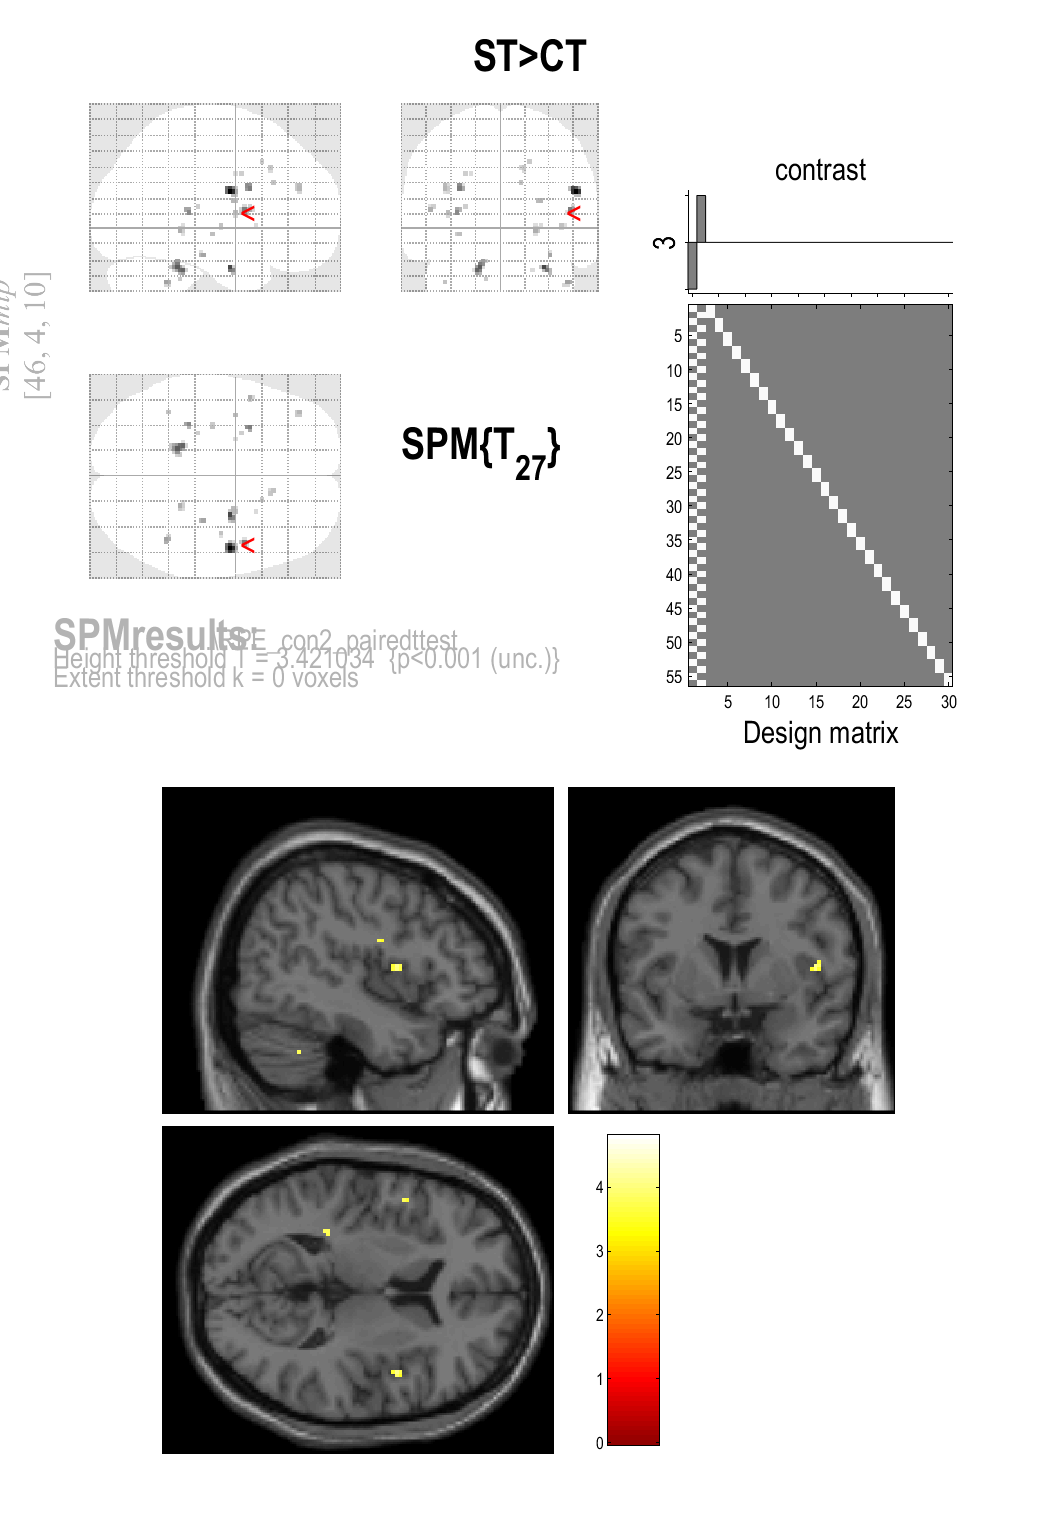 ST>CT
contrast
3
SPMmip
[46, 4, 10]
<
<
<
SPM{T27}
5
10
15
20
25
30
35
40
45
50
55
5 10 15 20 25 30
Design matrix
SPMresults:
_con2_pairedttest
Height threshold T = 3.421034 {p<0.001 (unc.)}
Extent threshold k = 0 voxels
4
3
2
1
0